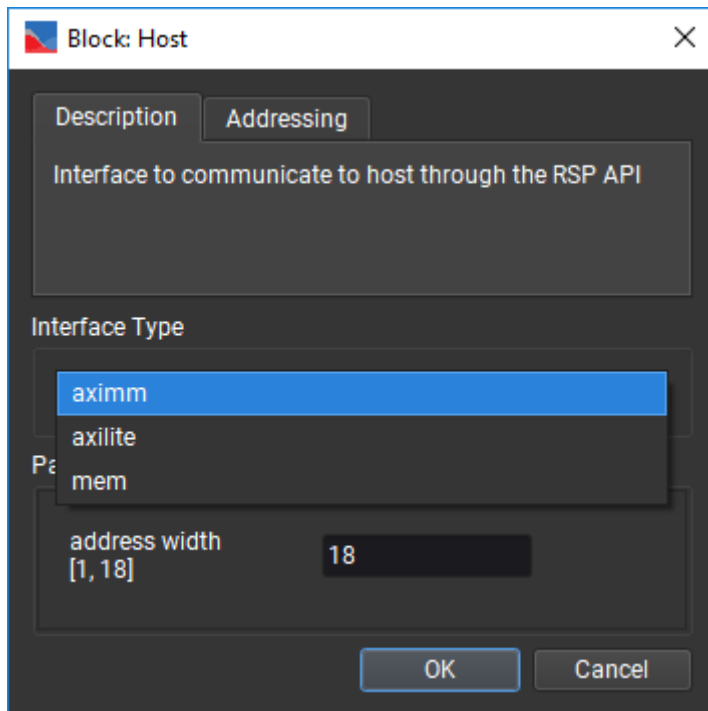 Block: Host
Description
Addressing
Interface to communicate to host through the RSP API
Interface Type
aximm
axilite
Pa
mem
address width
[1, 18]
18
OK
Cancel